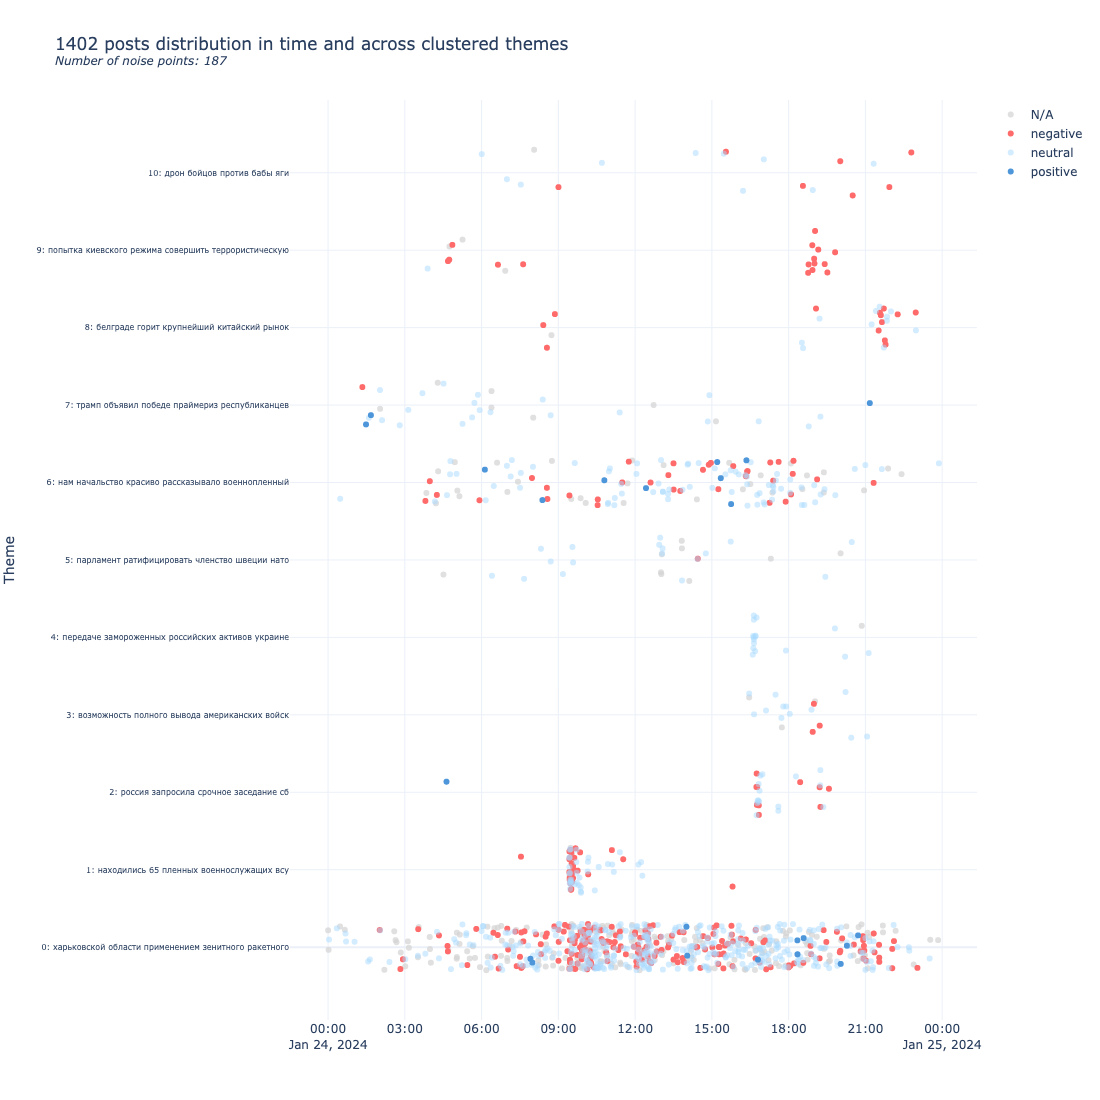 1402 posts distribution in time and across clustered themes
Number of noise points: 187
N/A
negative
neutral
positive
10: дрон бойцов против бабы яги
9: попытка киевского режима совершить террористическую
8: белграде горит крупнейший китайский рынок
7: трамп объявил победе праймериз республиканцев
6: нам начальство красиво рассказывало военнопленный
5: парламент ратифицировать членство швеции нато
4: передаче замороженных российских активов украине
3: возможность полного вывода американских войск
2: россия запросила срочное заседание сб
1: находились 65 пленных военнослужащих всу
0: харьковской области применением зенитного ракетного
Theme
00:00 03:00 06:00 09:00 12:00 15:00 18:00 21:00 00:00
Jan 24, 2024 Jan 25, 2024